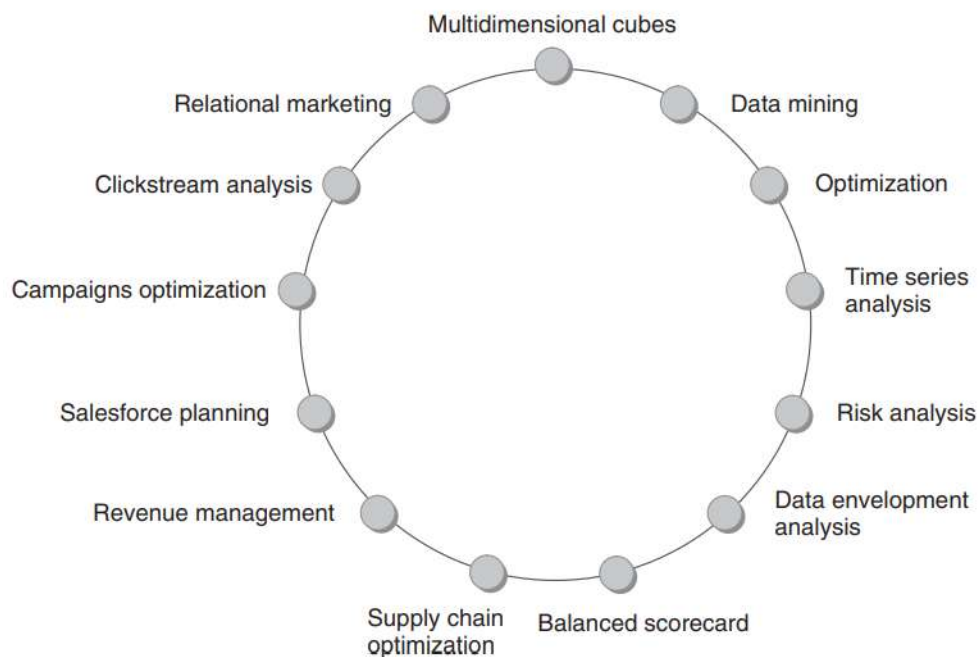 Multidimensional cubes
Relational marketing
Data mining
Clickstream analysis
Optimization
Campaigns optimization
Time series
analysis
Salesforce planning
Risk analysis
Revenue management
Data envelopment
analysis
Supply chain
optimization
Balanced scorecard